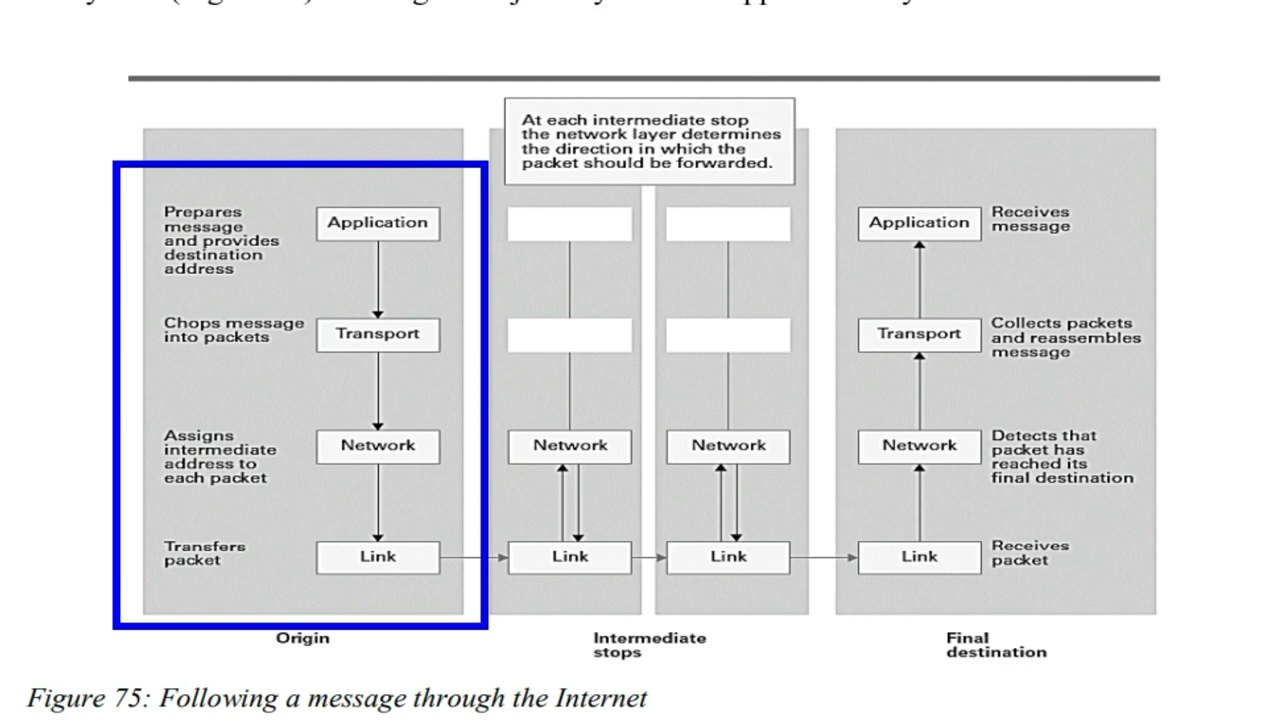 At each intermediate stop
the network layer determines
the direction in which the
packet should be forwarded.
Prepares
message
and provides
destination
address
Application
Chops message
into packets
Transport
Assigns
intermediate
address to
each packet
Network
Transfers
packet
Link
Origin
Network
Link
Network
Link
Intermediate
stops
Application
Receives
message
Transport
Collects packets
and reassembles
message
Network
Detects that
packet has
reached its
final destination
Link
Receives
packet
Final
destination
Figure 75: Following a message through the Internet